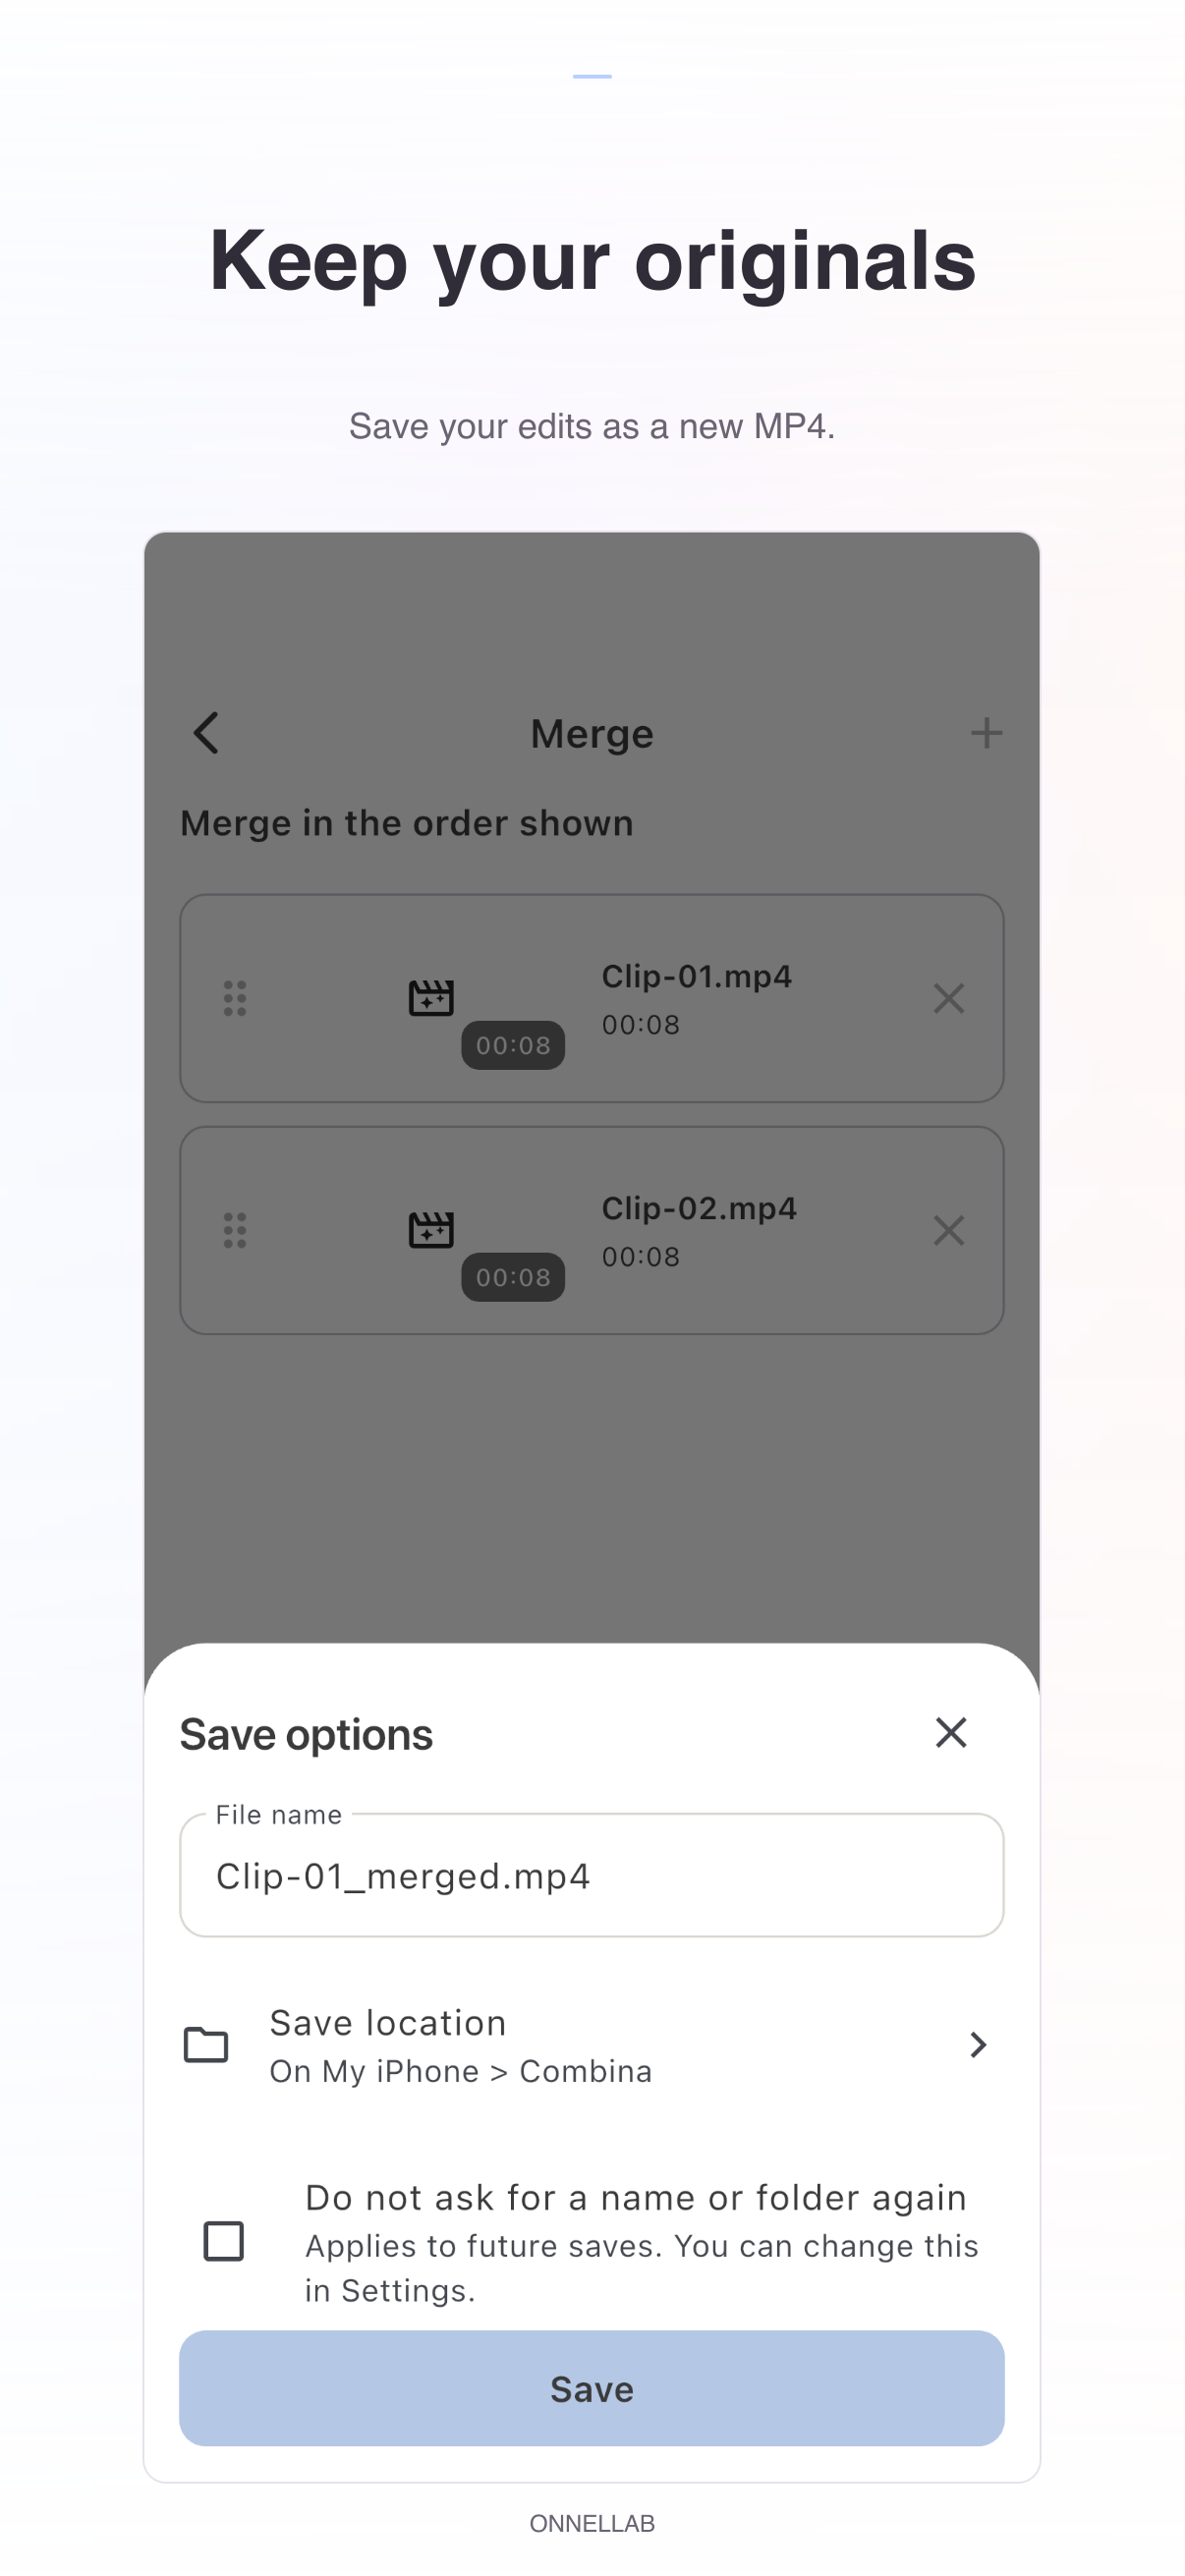 Keep your originals
Save your edits as a new MP4.
Merge
Merge in the order shown
Clip-01.mp4
00:08
00:08
Clip-02.mp4
00:08
00:08
Save options
File name
Clip-01_merged.mp4
Save location
On My iPhone > Combina
Do not ask for a name or folder again
Applies to future saves. You can change this
in Settings.
Save
ONNELLAB